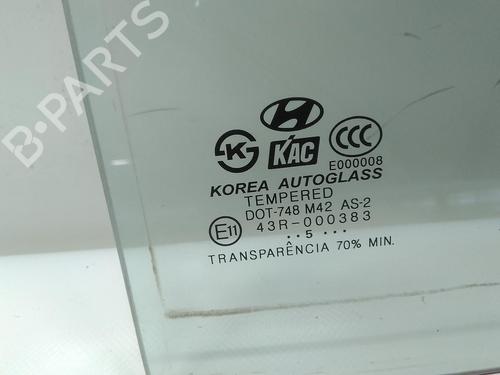 B-PARTS
KS
KAC
CCC
E000008
KOREA AUTOGLASS
TEMPERED
DOT-748 M42 AS-2
E11 43R-000383
..5...
TRANSPARÊNCIA 70% MIN.